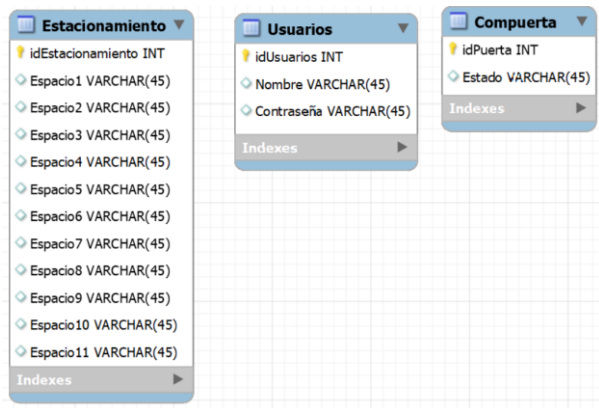 Estacionamiento
idEstacionamiento INT
Espacio1 VARCHAR(45)
Espacio2 VARCHAR(45)
Espacio3 VARCHAR(45)
Espacio4 VARCHAR(45)
Espacio5 VARCHAR(45)
Espacio6 VARCHAR(45)
Espacio7 VARCHAR(45)
Espacio8 VARCHAR(45)
Espacio9 VARCHAR(45)
Espacio10 VARCHAR(45)
Espacio11 VARCHAR(45)
Indexes
Usuarios
idUsuarios INT
Nombre VARCHAR(45)
Contraseña VARCHAR(45)
Indexes
Compuerta
idPuerta INT
Estado VARCHAR(45)
Indexes